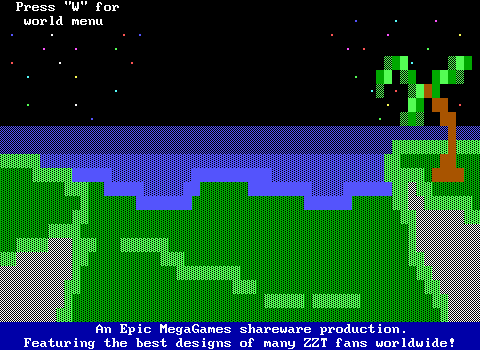 Press "W" for
world menu
An Epic MegaGames shareware production.
Featuring the best designs of many ZZT fans worldwide!